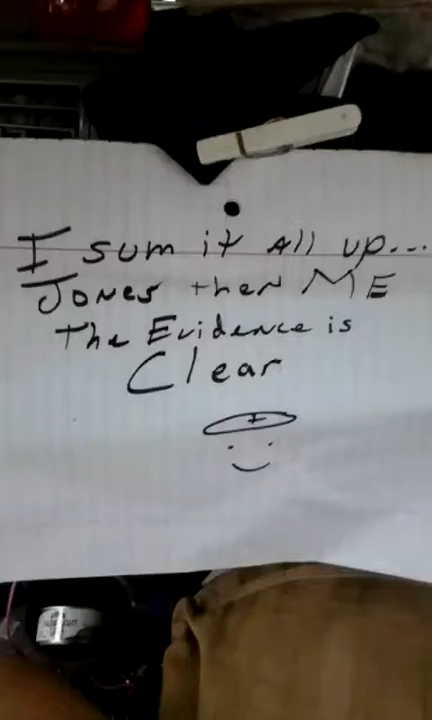 I sum it All up...
Jones then ME
the Evidence is
Clear